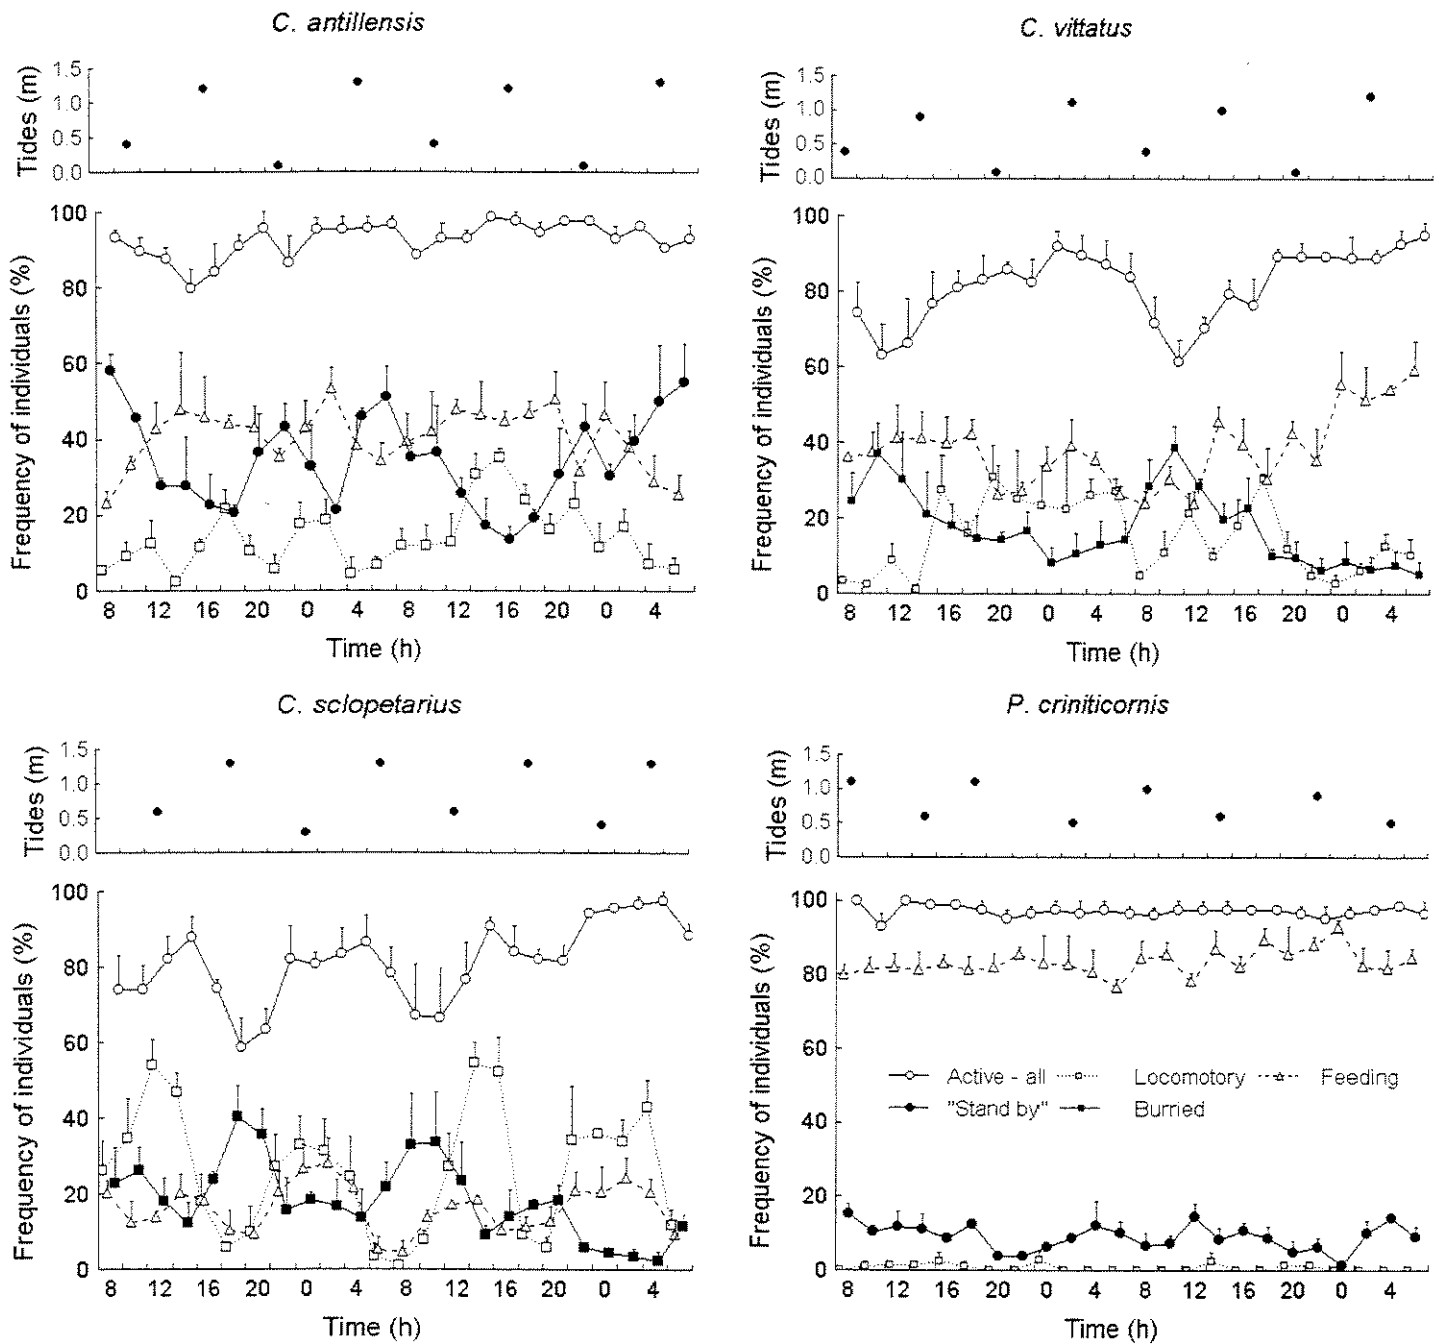 C. antillensis
C. vittatus
Tides (m)
1.5
1.0
0.5
0.0
Tides (m)
1.5
1.0
0.5
0.0
Frequency of individuals (%)
100
80
60
40
20
0
8 12 16 20 0 4 8 12 16 20 0 4
Time (h)
Frequency of individuals (%)
100
80
60
40
20
0
8 12 16 20 0 4 8 12 16 20 0 4
Time (h)
C. sclopetarius
P. criniticornis
Tides (m)
1.5
1.0
0.5
0.0
Tides (m)
1.5
1.0
0.5
0.0
Frequency of individuals (%)
100
80
60
40
20
0
8 12 16 20 0 4 8 12 16 20 0 4
Time (h)
Frequency of individuals (%)
100
80
60
40
20
0
Active - all Locomotory Feeding
"Stand by" Burried
8 12 16 20 0 4 8 12 16 20 0 4
Time (h)